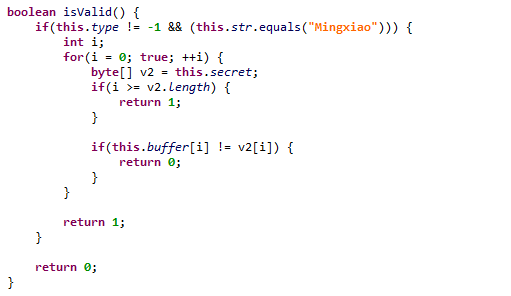 boolean isValid() {
    if(this.type != -1 && (this.str.equals("Mingxiao"))) {
        int i;
        for(i = 0; true; ++i) {
            byte[] v2 = this.secret;
            if(i >= v2.length) {
                return 1;
            }

            if(this.buffer[i] != v2[i]) {
                return 0;
            }
        }

        return 1;
    }

    return 0;
}